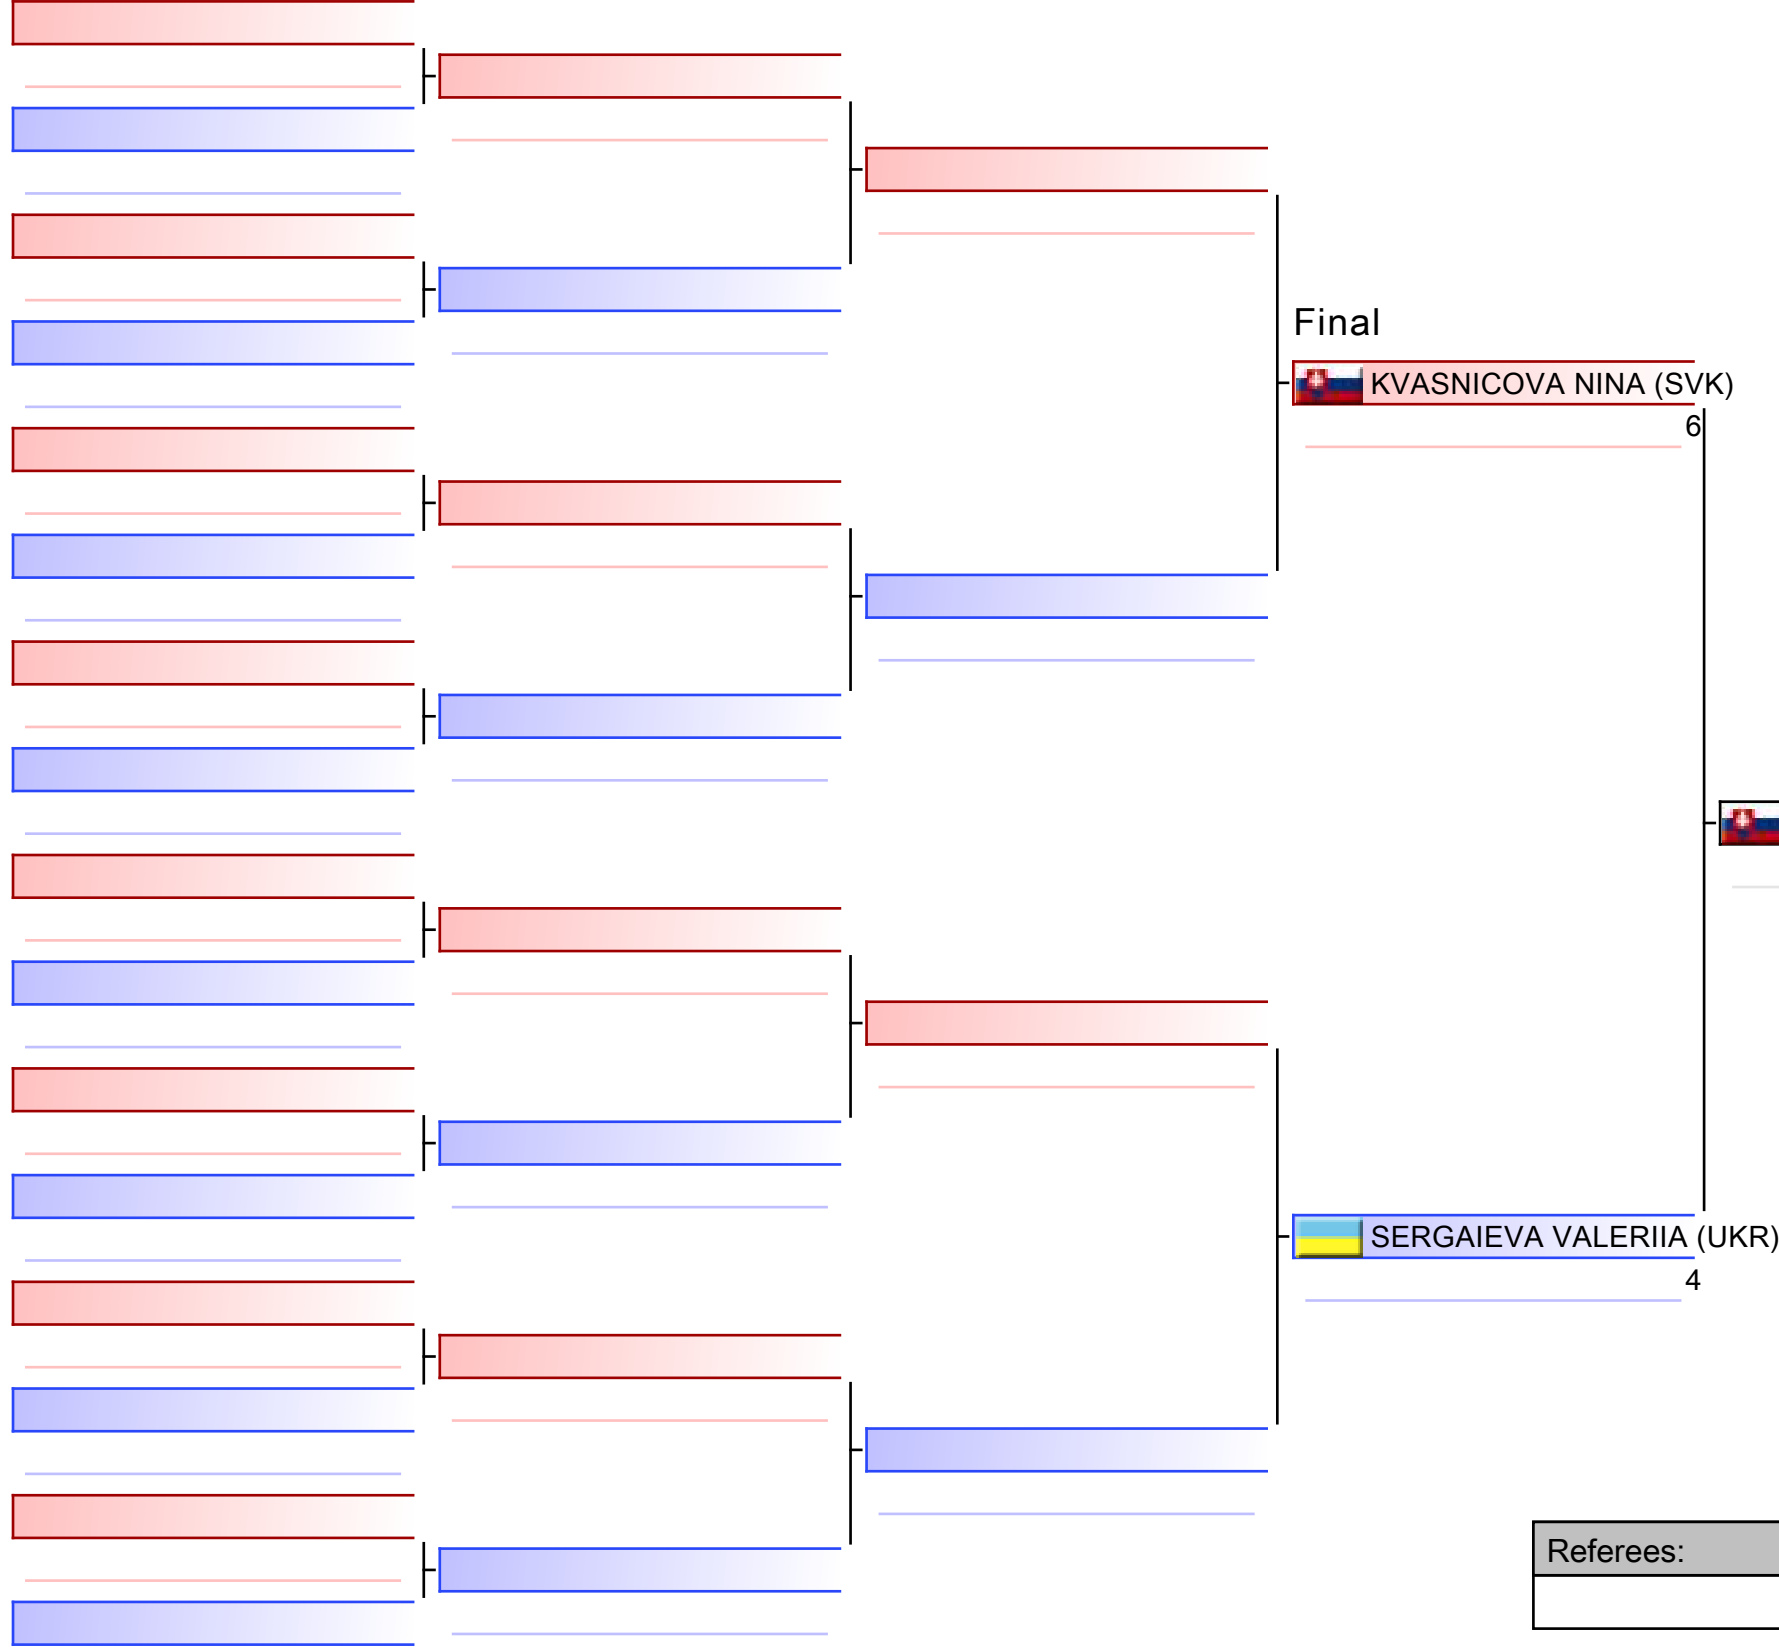 Final
KVASNICOVA NINA (SVK)
6
SERGAIEVA VALERIIA (UKR)
4
Referees: